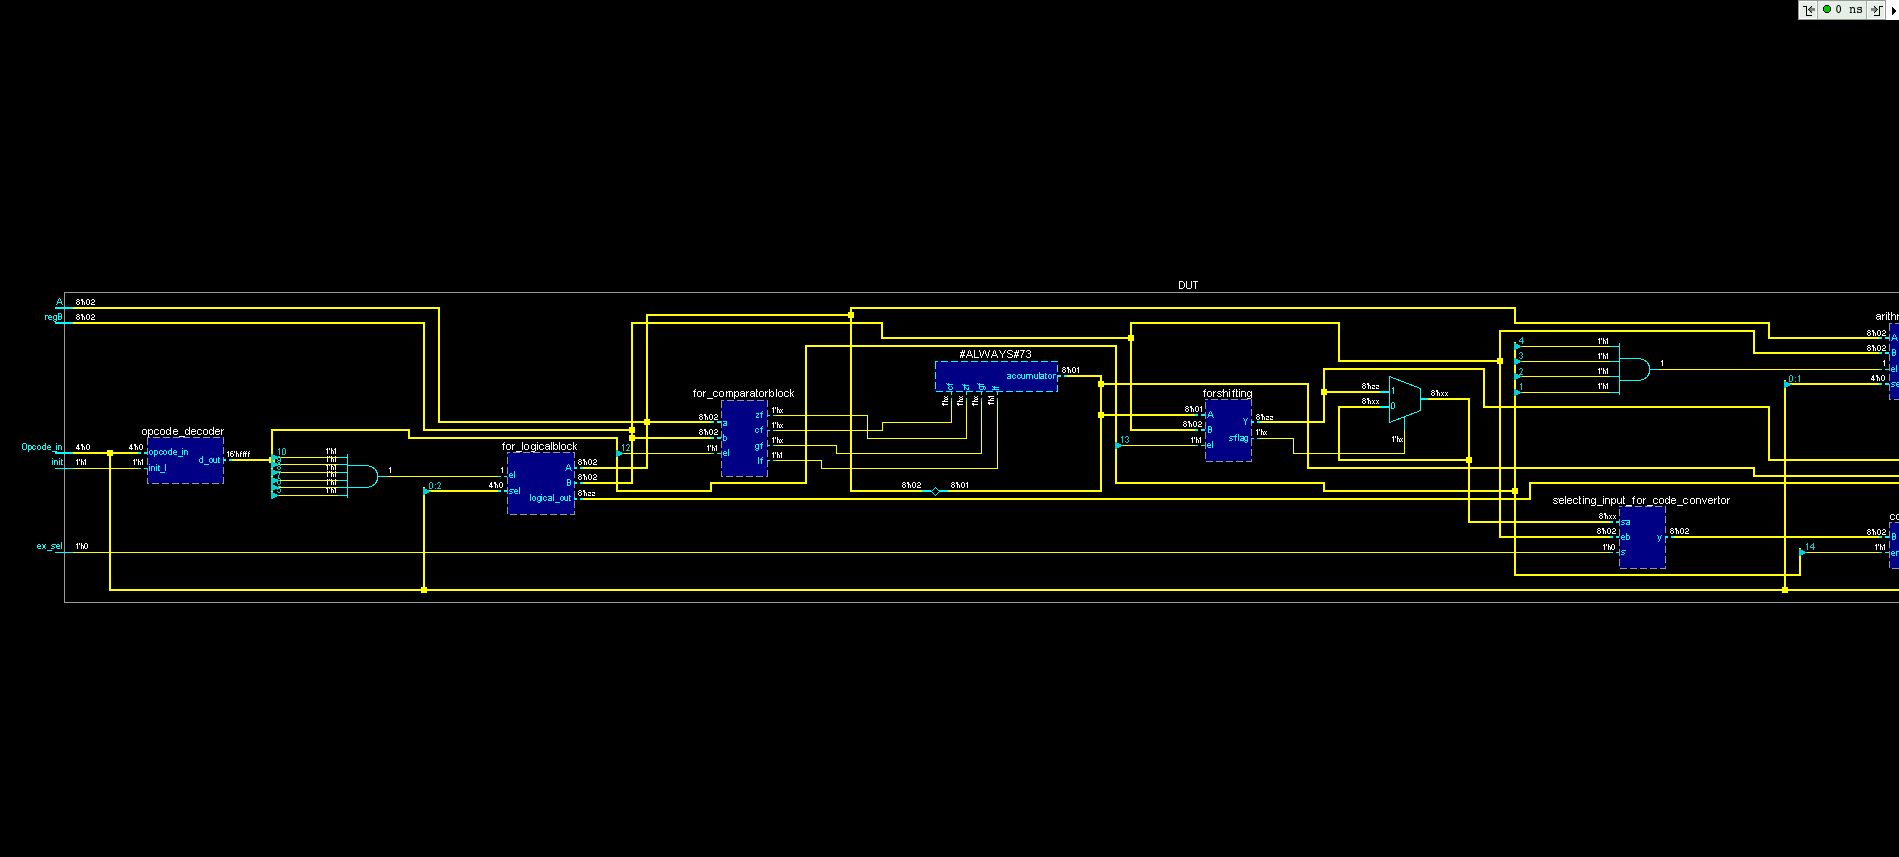 0 ns
DUT
A 8'h02
regB 8'h02
Opcode_in 4'h0
init 1'h1
ex_sel 1'h0
opcode_decoder
4'h0 opcode_in
1'h1 init_l
d_out 16'hffff
10 1'h1
1'h1
1'h1
1'h1
1'h1
1'h1
1
0:2
for_logicalblock
1 el
4'h0 sel
A 8'h02
B 8'h02
logical_out 8'hzz
12
for_comparatorblock
8'h02 a
8'h02 b
1'h1 el
zf 1'hx
cf 1'hx
gf 1'hx
lf 1'h1
#ALWAYS#73
accumulator 8'h01
cf zf gf lf
1'hx 1'hx 1'hx 1'h1
8'h02 8'h01
13
forshifting
8'h01 A
8'h02 B
1'h1 el
Y 8'hzz
sflag 1'hx
8'hzz 1
8'hxx 0
8'hxx
1'hx
4 1'h1
3 1'h1
2 1'h1
1 1'h1
1
0:1
selecting_input_for_code_convertor
8'hxx sa
8'h02 eb
1'h0 s
y 8'h02
14
arithm
8'h02 A
8'h02 B
1 el
4'h0 se
co
8'h02 B
1'h1 en